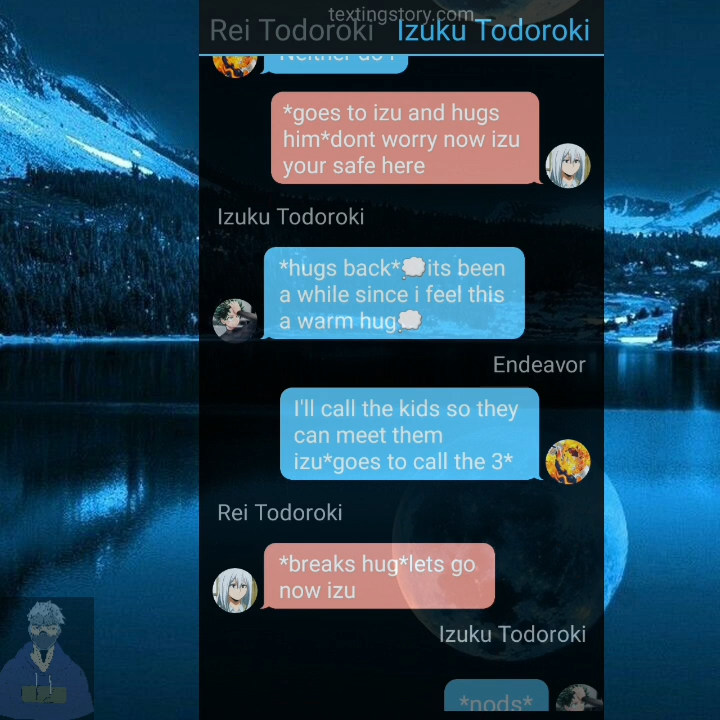 textingstory.com
Rei Todoroki Izuku Todoroki
Neither do I
*goes to izu and hugs
him*dont worry now izu
your safe here
Izuku Todoroki
*hugs back*💭its been
a while since i feel this
a warm hug💭
Endeavor
I'll call the kids so they
can meet them
izu*goes to call the 3*
Rei Todoroki
*breaks hug*lets go
now izu
Izuku Todoroki
*nods*